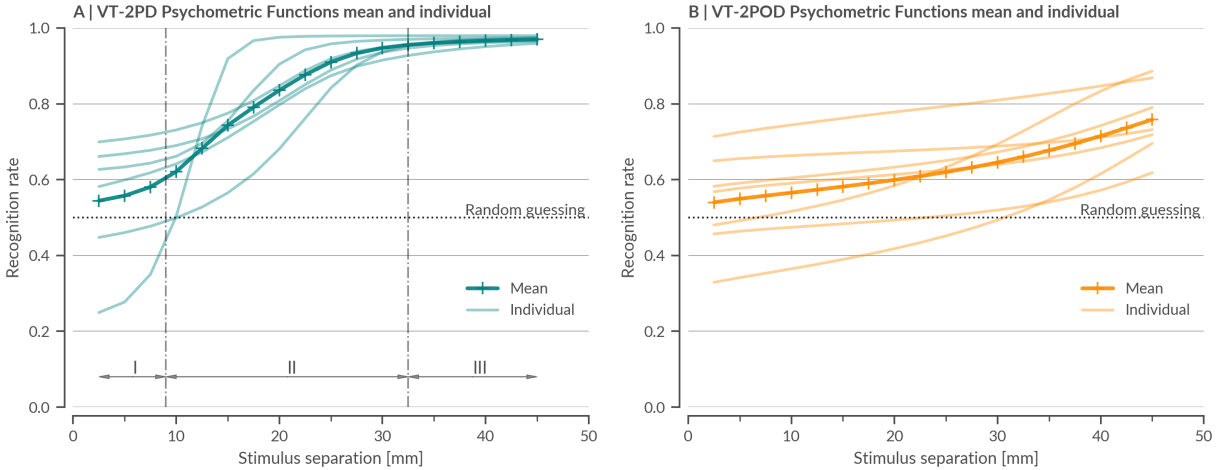 A | VT-2PD Psychometric Functions mean and individual
1.0
0.8
0.6
0.4
0.2
0.0
Recognition rate
Random guessing
Mean
Individual
I
II
III
0
10
20
30
40
50
Stimulus separation [mm]
B | VT-2POD Psychometric Functions mean and individual
1.0
0.8
0.6
0.4
0.2
0.0
Recognition rate
Random guessing
Mean
Individual
0
10
20
30
40
50
Stimulus separation [mm]